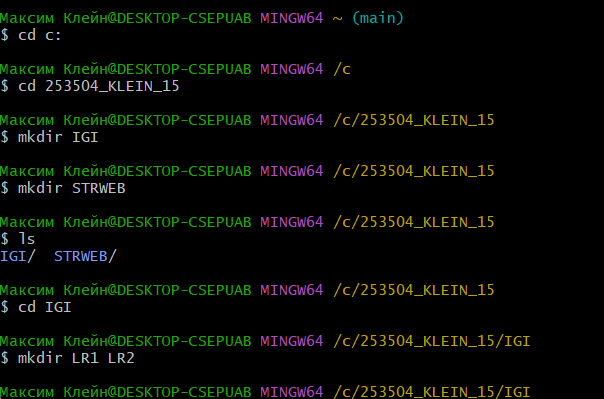 Максим Клейн@DESKTOP-CSEPUAB MINGW64 ~ (main)
$ cd c:
Максим Клейн@DESKTOP-CSEPUAB MINGW64 /c
$ cd 253504_KLEIN_15
Максим Клейн@DESKTOP-CSEPUAB MINGW64 /c/253504_KLEIN_15
$ mkdir IGI
Максим Клейн@DESKTOP-CSEPUAB MINGW64 /c/253504_KLEIN_15
$ mkdir STRWEB
Максим Клейн@DESKTOP-CSEPUAB MINGW64 /c/253504_KLEIN_15
$ ls
IGI/  STRWEB/
Максим Клейн@DESKTOP-CSEPUAB MINGW64 /c/253504_KLEIN_15
$ cd IGI
Максим Клейн@DESKTOP-CSEPUAB MINGW64 /c/253504_KLEIN_15/IGI
$ mkdir LR1 LR2
Максим Клейн@DESKTOP-CSEPUAB MINGW64 /c/253504_KLEIN_15/IGI